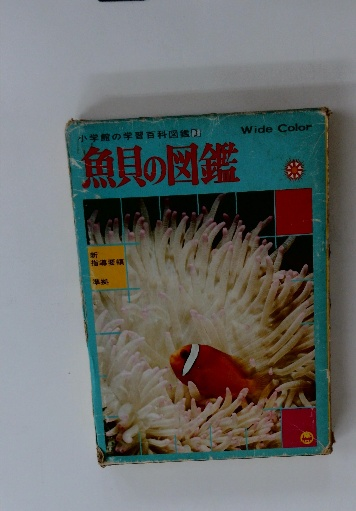 小学館の学習百科図鑑
Wide Color
魚貝の図鑑
新
指導要領
準拠